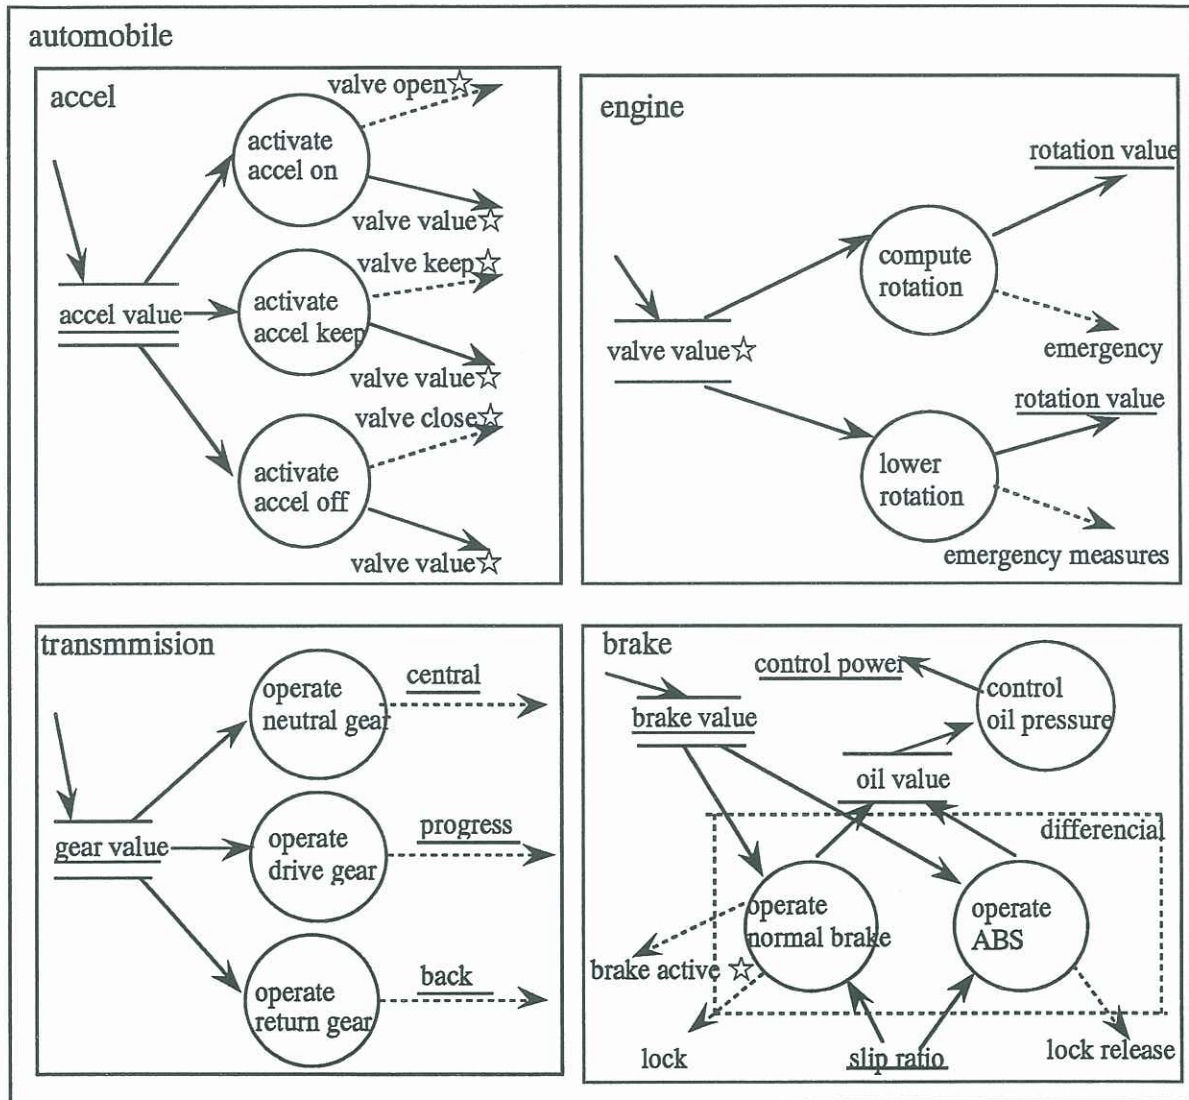 automobile
accel
valve open☆
activate
accel on
valve value☆
valve keep☆
accel value
activate
accel keep
valve value☆
valve close☆
activate
accel off
valve value☆
engine
rotation value
compute
rotation
valve value☆
emergency
rotation value
lower
rotation
emergency measures
transmmision
operate
neutral gear
central
gear value
operate
drive gear
progress
operate
return gear
back
brake
control power
control
oil pressure
brake value
oil value
differencial
operate
normal brake
operate
ABS
brake active ☆
lock
slip ratio
lock release